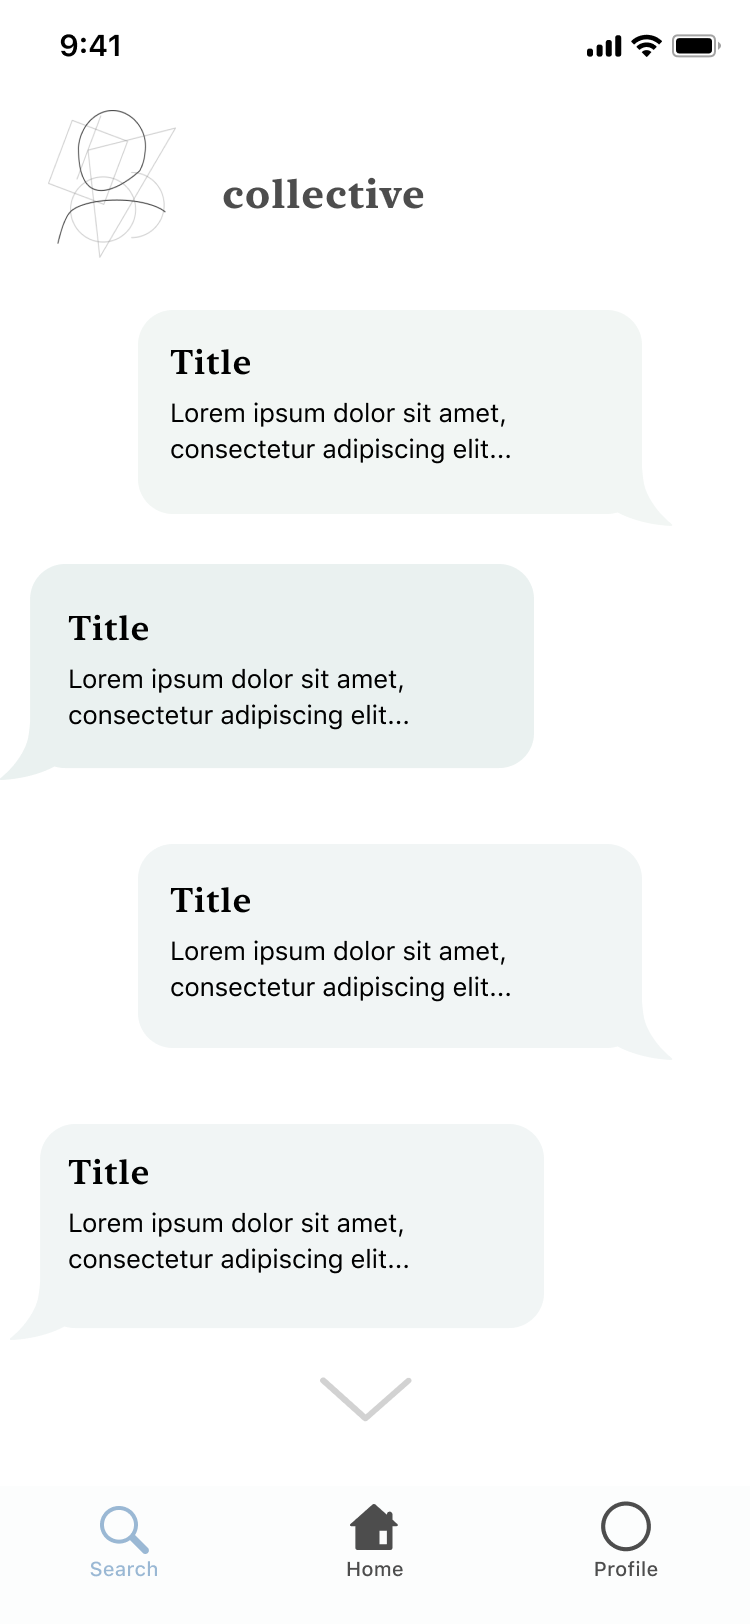 9:41
collective
Title
Lorem ipsum dolor sit amet,
consectetur adipiscing elit...
Title
Lorem ipsum dolor sit amet,
consectetur adipiscing elit...
Title
Lorem ipsum dolor sit amet,
consectetur adipiscing elit...
Title
Lorem ipsum dolor sit amet,
consectetur adipiscing elit...
Search
Home
Profile